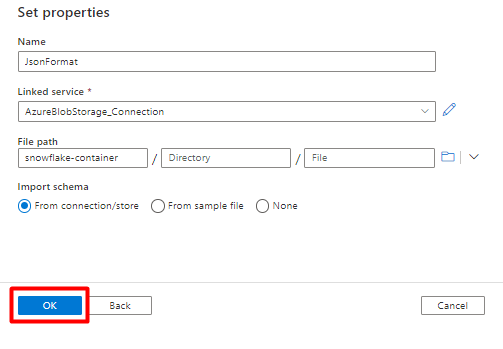 Set properties
Name
JsonFormat
Linked service *
AzureBlobStorage_Connection
File path
snowflake-container / Directory / File
Import schema
From connection/store From sample file None
OK Back Cancel